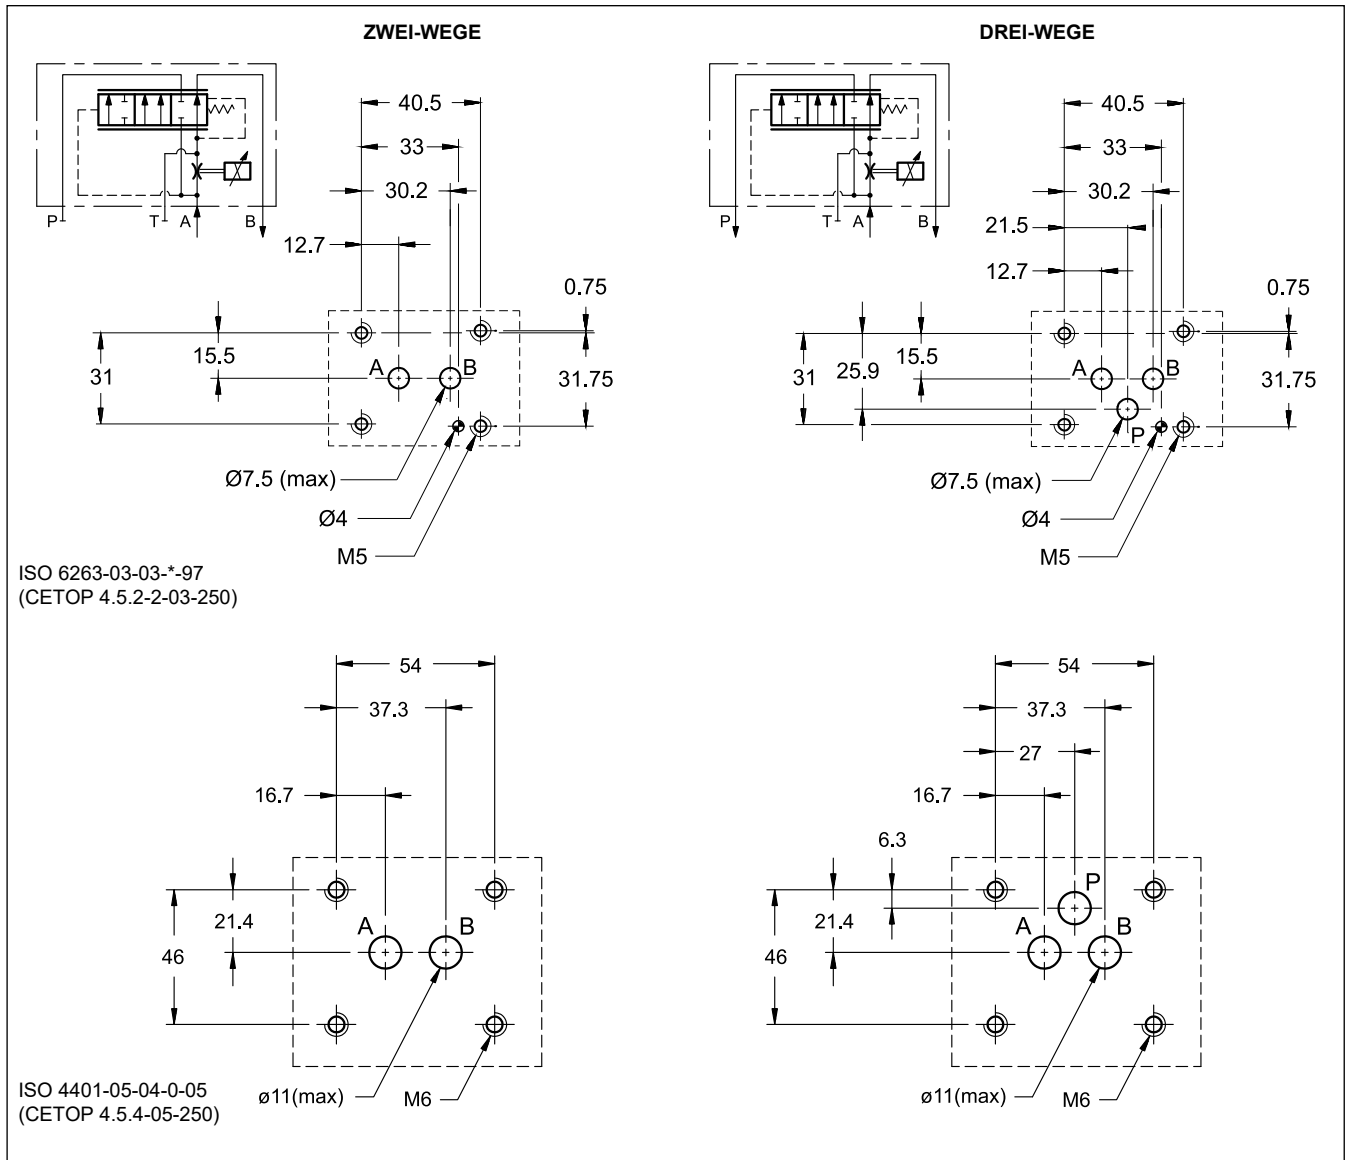 ZWEI-WEGE
DREI-WEGE
P T A B
40.5
33
30.2
12.7
0.75
15.5
31
31.75
A B
Ø7.5 (max)
Ø4
M5
P T A B
40.5
33
30.2
21.5
12.7
0.75
15.5
25.9
31
31.75
A B
P
Ø7.5 (max)
Ø4
M5
ISO 6263-03-03-*-97
(CETOP 4.5.2-2-03-250)
54
37.3
16.7
21.4
46
A B
ø11(max)
M6
54
37.3
27
16.7
6.3
21.4
46
P
A B
ø11(max)
M6
ISO 4401-05-04-0-05
(CETOP 4.5.4-05-250)